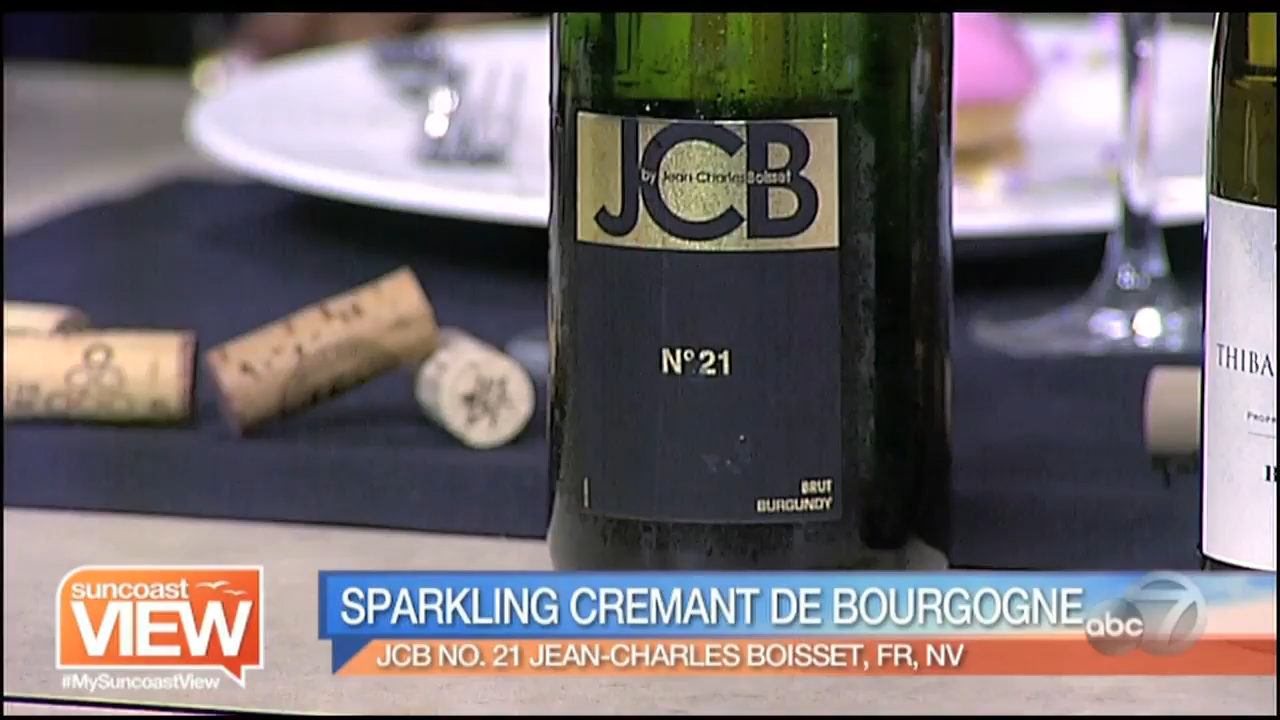 JCB
by Jean-Charles Boisset
N° 21
BRUT
BURGUNDY
THIBA
suncoast
VIEW
#MySuncoastView
SPARKLING CREMANT DE BOURGOGNE
JCB NO. 21 JEAN-CHARLES BOISSET, FR, NV
abc 7